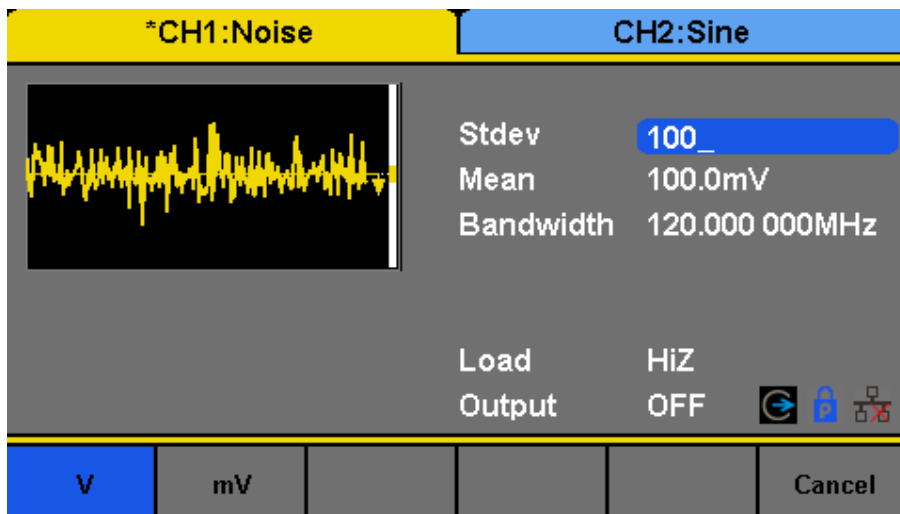 *CH1:Noise CH2:Sine
Stdev 100_
Mean 100.0mV
Bandwidth 120.000 000MHz
Load HiZ
Output OFF P
V mV Cancel